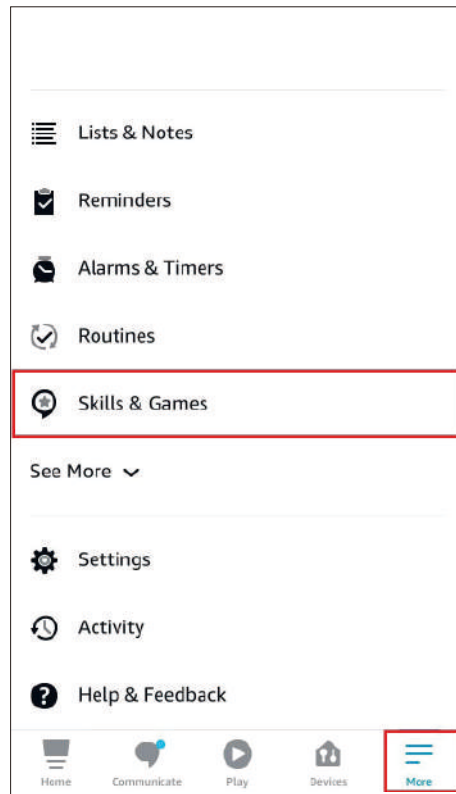 Lists & Notes
Reminders
Alarms & Timers
Routines
Skills & Games
See More
Settings
Activity
Help & Feedback
Home Communicate Play Devices More